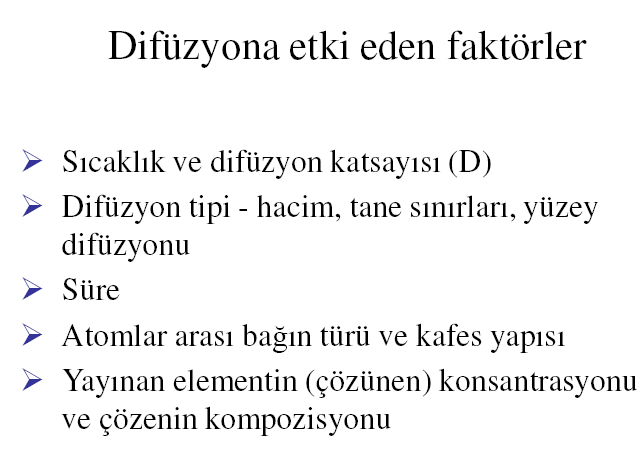 Difüzyona etki eden faktörler
Sıcaklık ve difüzyon katsayısı (D)
Difüzyon tipi - hacim, tane sınırları, yüzey
difüzyonu
Süre
Atomlar arası bağın türü ve kafes yapısı
Yayınan elementin (çözünen) konsantrasyonu
ve çözenin kompozisyonu